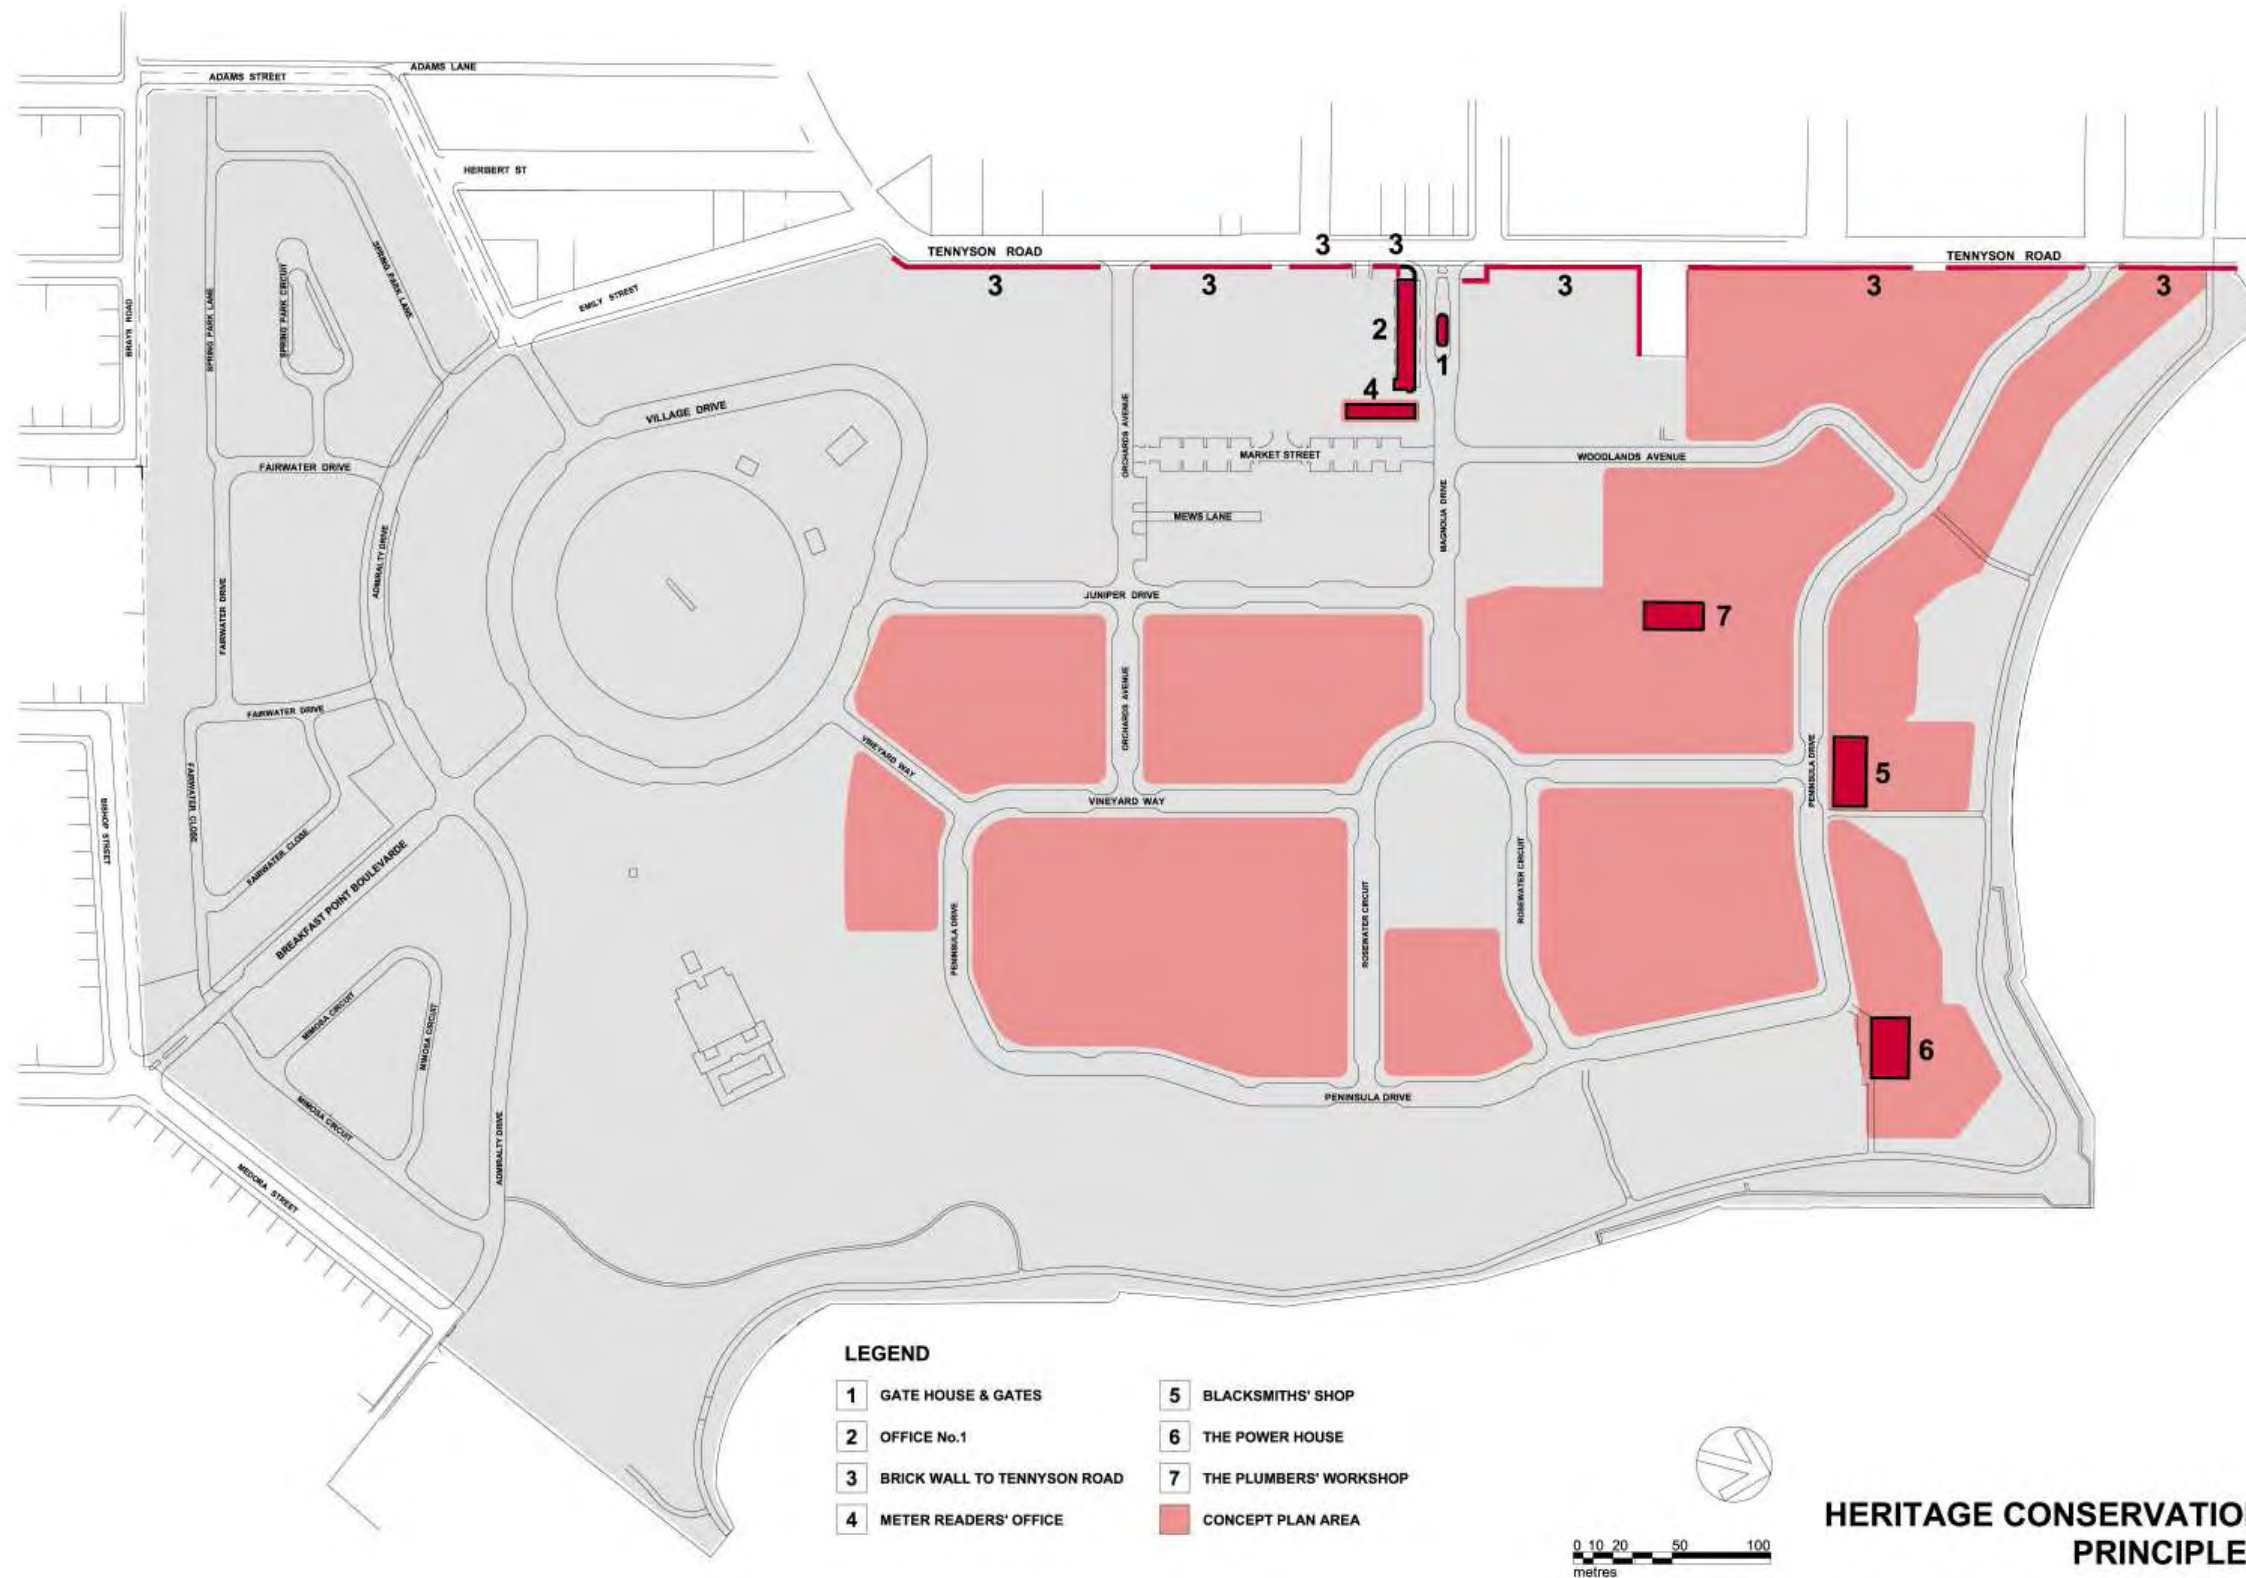 ADAMS LANE
ADAMS STREET
HERBERT ST
3 3
TENNYSON ROAD
TENNYSON ROAD
3 3 3 3 3
EMILY STREET
BRAYS ROAD
SPRING PARK LANE
SPRING PARK CIRCUIT
SPRING PARK LANE
2
1
4
VILLAGE DRIVE
ORCHARDS AVENUE
MARKET STREET
WOODLANDS AVENUE
FAIRWATER DRIVE
MAGNOLIA DRIVE
MEWS LANE
ADMIRALTY DRIVE
FAIRWATER DRIVE
JUNIPER DRIVE
7
ORCHARDS AVENUE
FAIRWATER DRIVE
VINEYARD WAY
PENINSULA DRIVE
5
FAIRWATER CLOSE
BISHOP STREET
VINEYARD WAY
FAIRWATER CLOSE
BREAKFAST POINT BOULEVARDE
ROSEWATER CIRCUIT
ROSEWATER CIRCUIT
PENINSULA DRIVE
MIMOSA CIRCUIT
MIMOSA CIRCUIT
6
PENINSULA DRIVE
MIMOSA CIRCUIT
ADMIRALTY DRIVE
MEDORA STREET
LEGEND
1 GATE HOUSE & GATES
2 OFFICE No.1
3 BRICK WALL TO TENNYSON ROAD
4 METER READERS' OFFICE
5 BLACKSMITHS' SHOP
6 THE POWER HOUSE
7 THE PLUMBERS' WORKSHOP
CONCEPT PLAN AREA
0 10 20 50 100
metres
HERITAGE CONSERVATIO
PRINCIPLE